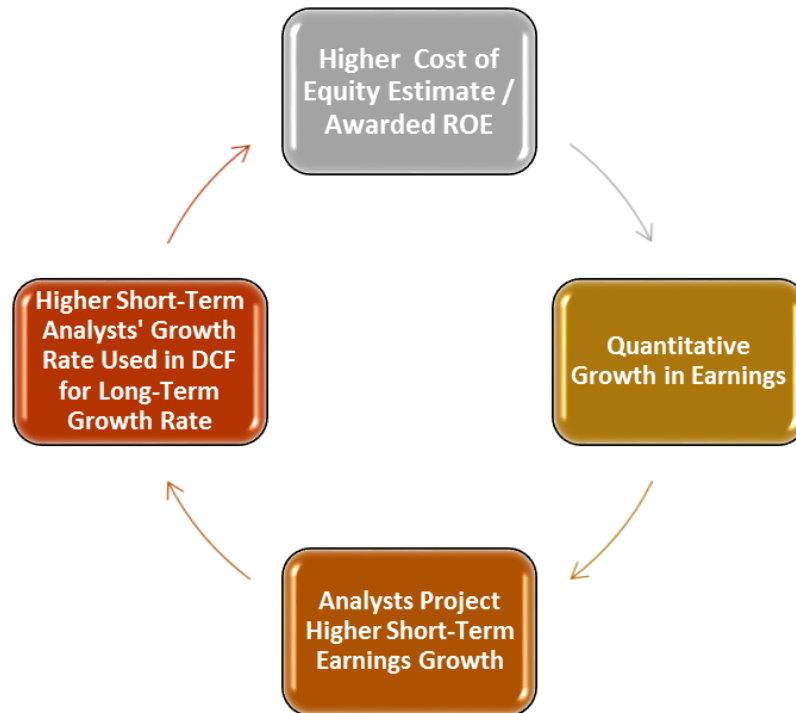 Higher Cost of
Equity Estimate /
Awarded ROE
Quantitative
Growth in Earnings
Analysts Project
Higher Short-Term
Earnings Growth
Higher Short-Term
Analysts' Growth
Rate Used in DCF
for Long-Term
Growth Rate